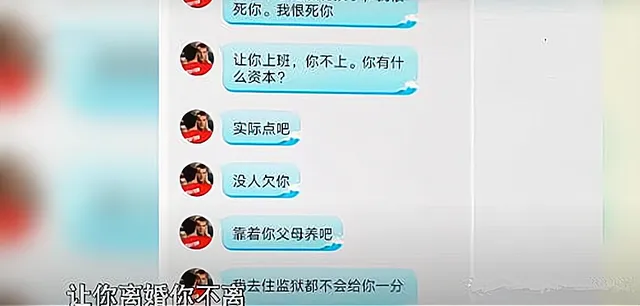 死你。我恨死你
让你上班，你不上。你有什
么资本？
实际点吧
没人欠你
靠着你父母养吧
我去住监狱都不会给你一分
让你离婚你不离